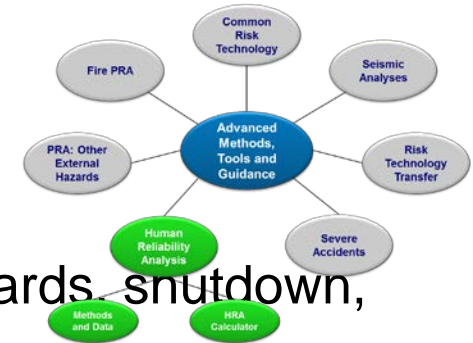 Common
Risk
Technology
Fire PRA
Seismic
Analyses
Advanced
Methods,
Tools and
Guidance
PRA: Other
External
Hazards
Risk
Technology
Transfer
Human
Reliability
Analysis
Severe
Accidents
shutdown,
Methods
and Data
HRA
Calculator